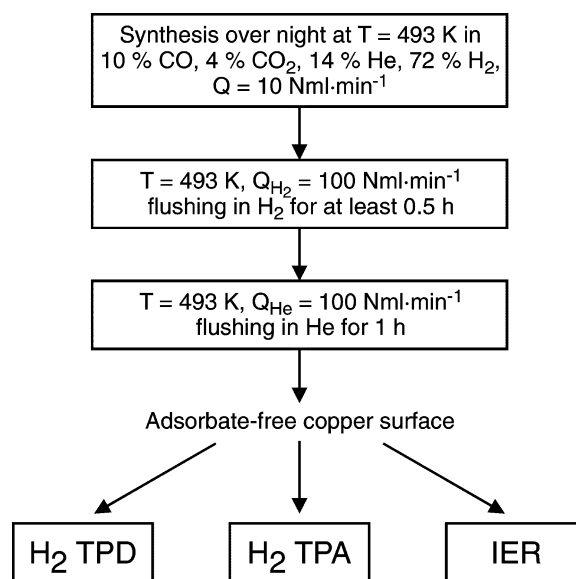 Synthesis over night at T = 493 K in
10 % CO, 4 % CO₂, 14 % He, 72 % H₂,
Q = 10 Nml·min⁻¹
T = 493 K, Q_H₂ = 100 Nml·min⁻¹
flushing in H₂ for at least 0.5 h
T = 493 K, Q_He = 100 Nml·min⁻¹
flushing in He for 1 h
Adsorbate-free copper surface
H₂ TPD
H₂ TPA
IER